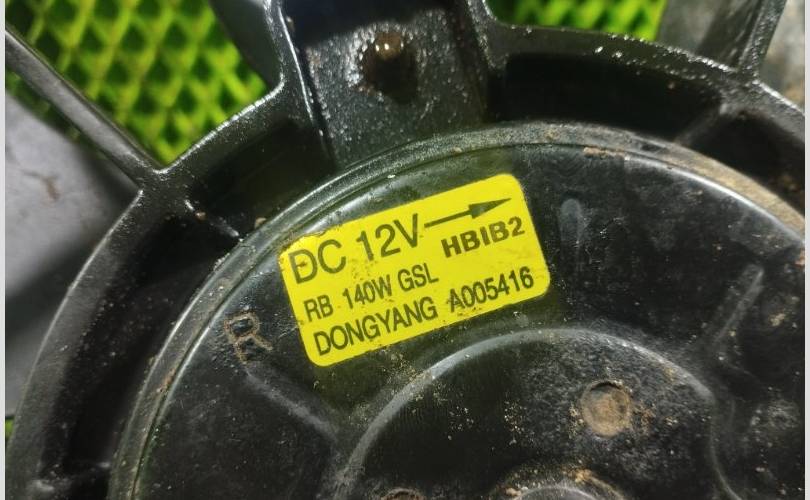 DC 12V
HBIB2
RB 140W GSL
DONGYANG A005416
R